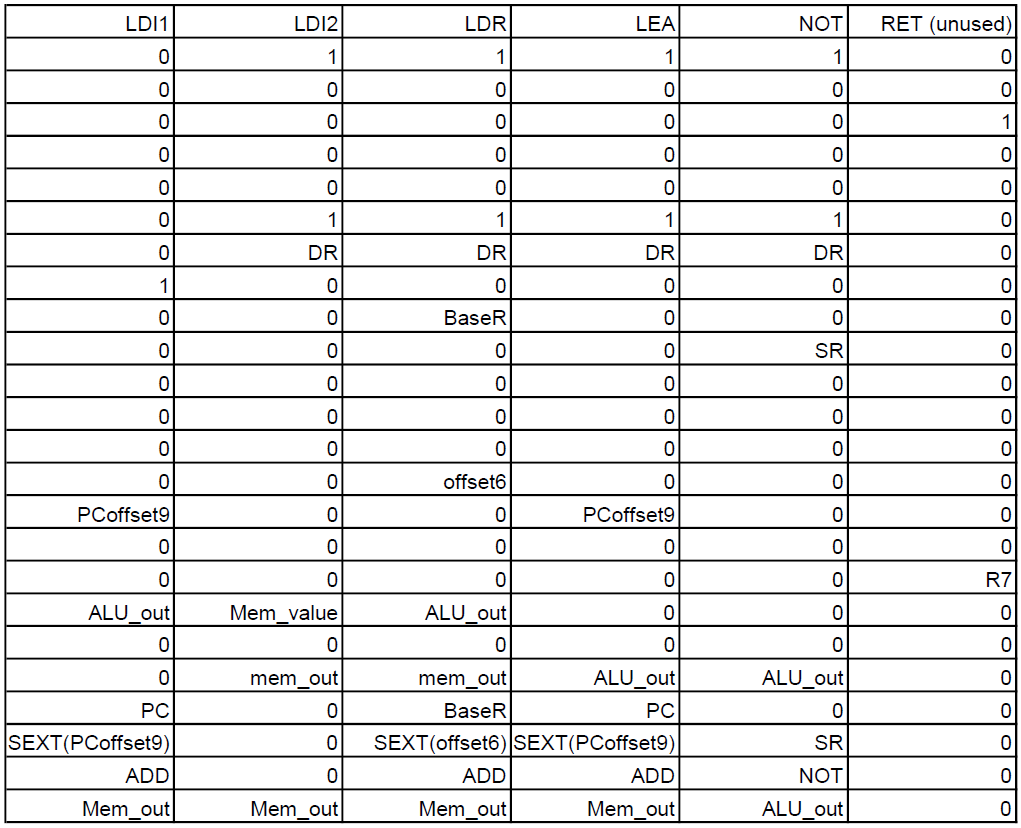 LDI1 LDI2 LDR LEA NOT RET (unused)
0 1 1 1 1 0
0 0 0 0 0 0
0 0 0 0 0 1
0 0 0 0 0 0
0 0 0 0 0 0
0 1 1 1 1 0
0 DR DR DR DR 0
1 0 0 0 0 0
0 0 BaseR 0 0 0
0 0 0 0 SR 0
0 0 0 0 0 0
0 0 0 0 0 0
0 0 0 0 0 0
0 0 offset6 0 0 0
PCoffset9 0 0 PCoffset9 0 0
0 0 0 0 0 0
0 0 0 0 0 R7
ALU_out Mem_value ALU_out 0 0 0
0 0 0 0 0 0
0 mem_out mem_out ALU_out ALU_out 0
PC 0 BaseR PC 0 0
SEXT(PCoffset9) 0 SEXT(offset6) SEXT(PCoffset9) SR 0
ADD 0 ADD ADD NOT 0
Mem_out Mem_out Mem_out Mem_out ALU_out 0